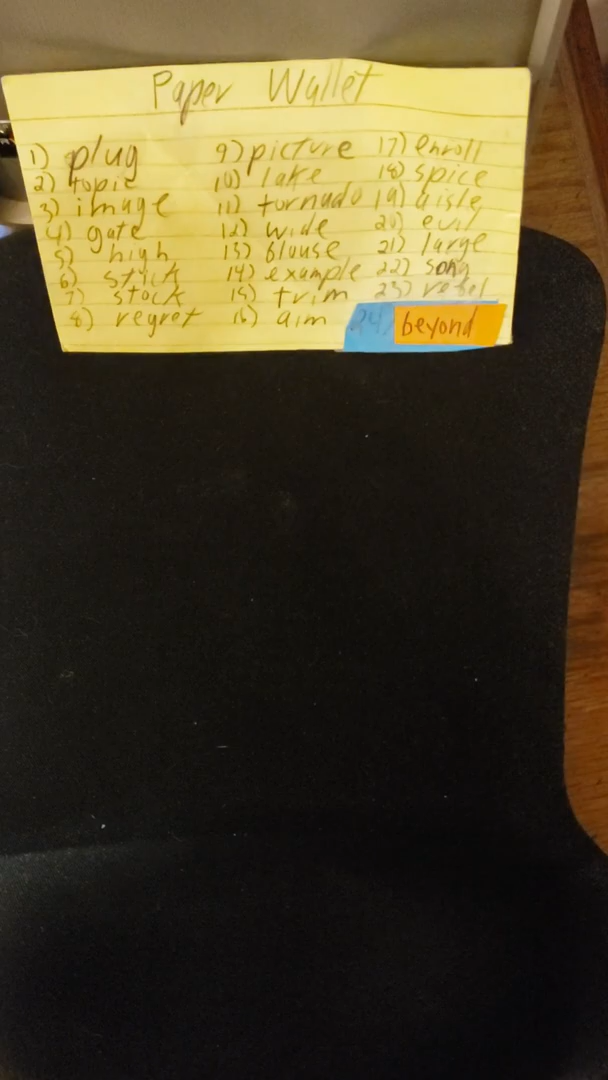 Paper Wallet
1) plug
2) topic
3) image
4) gate
5) high
6) stick
7) stock
8) regret
9) picture
10) lake
11) tornado
12) wide
13) blouse
14) example
15) trim
16) aim
17) enroll
18) spice
19) aisle
20) evil
21) large
22) song
23)
24) beyond